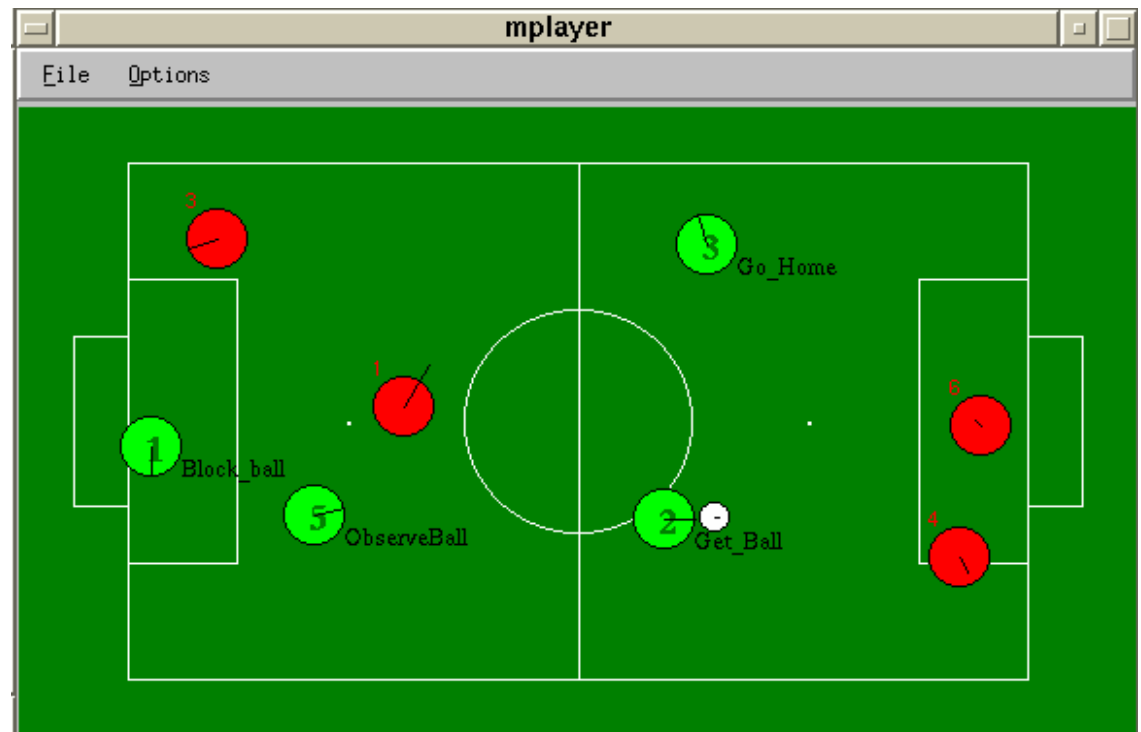 mplayer
File Options
3
3
Go_Home
1
6
1
Block_ball
5
ObserveBall
2
Get_Ball
4